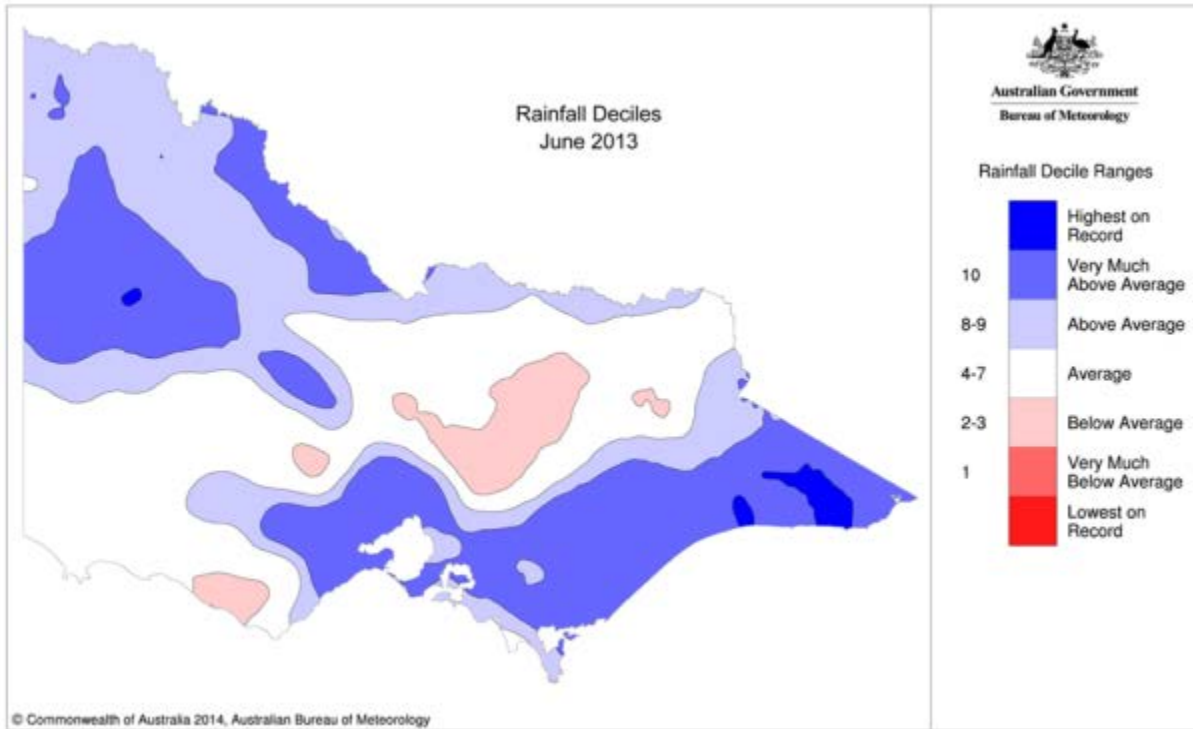 Rainfall Deciles
June 2013
Australian Government
Bureau of Meteorology
Rainfall Decile Ranges
Highest on
Record
10
Very Much
Above Average
8-9
Above Average
4-7
Average
2-3
Below Average
1
Very Much
Below Average
Lowest on
Record
© Commonwealth of Australia 2014, Australian Bureau of Meteorology